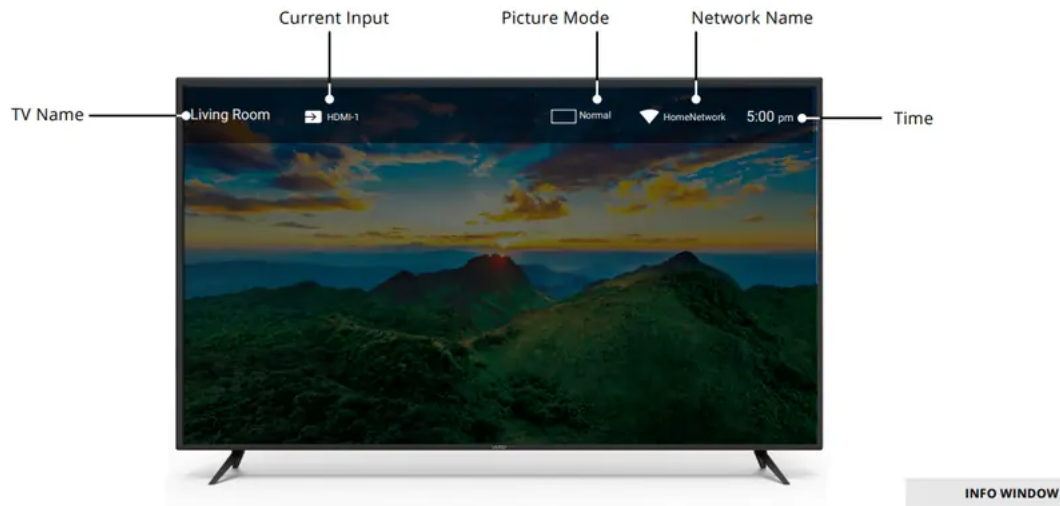 Current Input
Picture Mode
Network Name
TV Name
Living Room
HDMI-1
Normal
HomeNetwork
5:00 pm
Time
INFO WINDOW